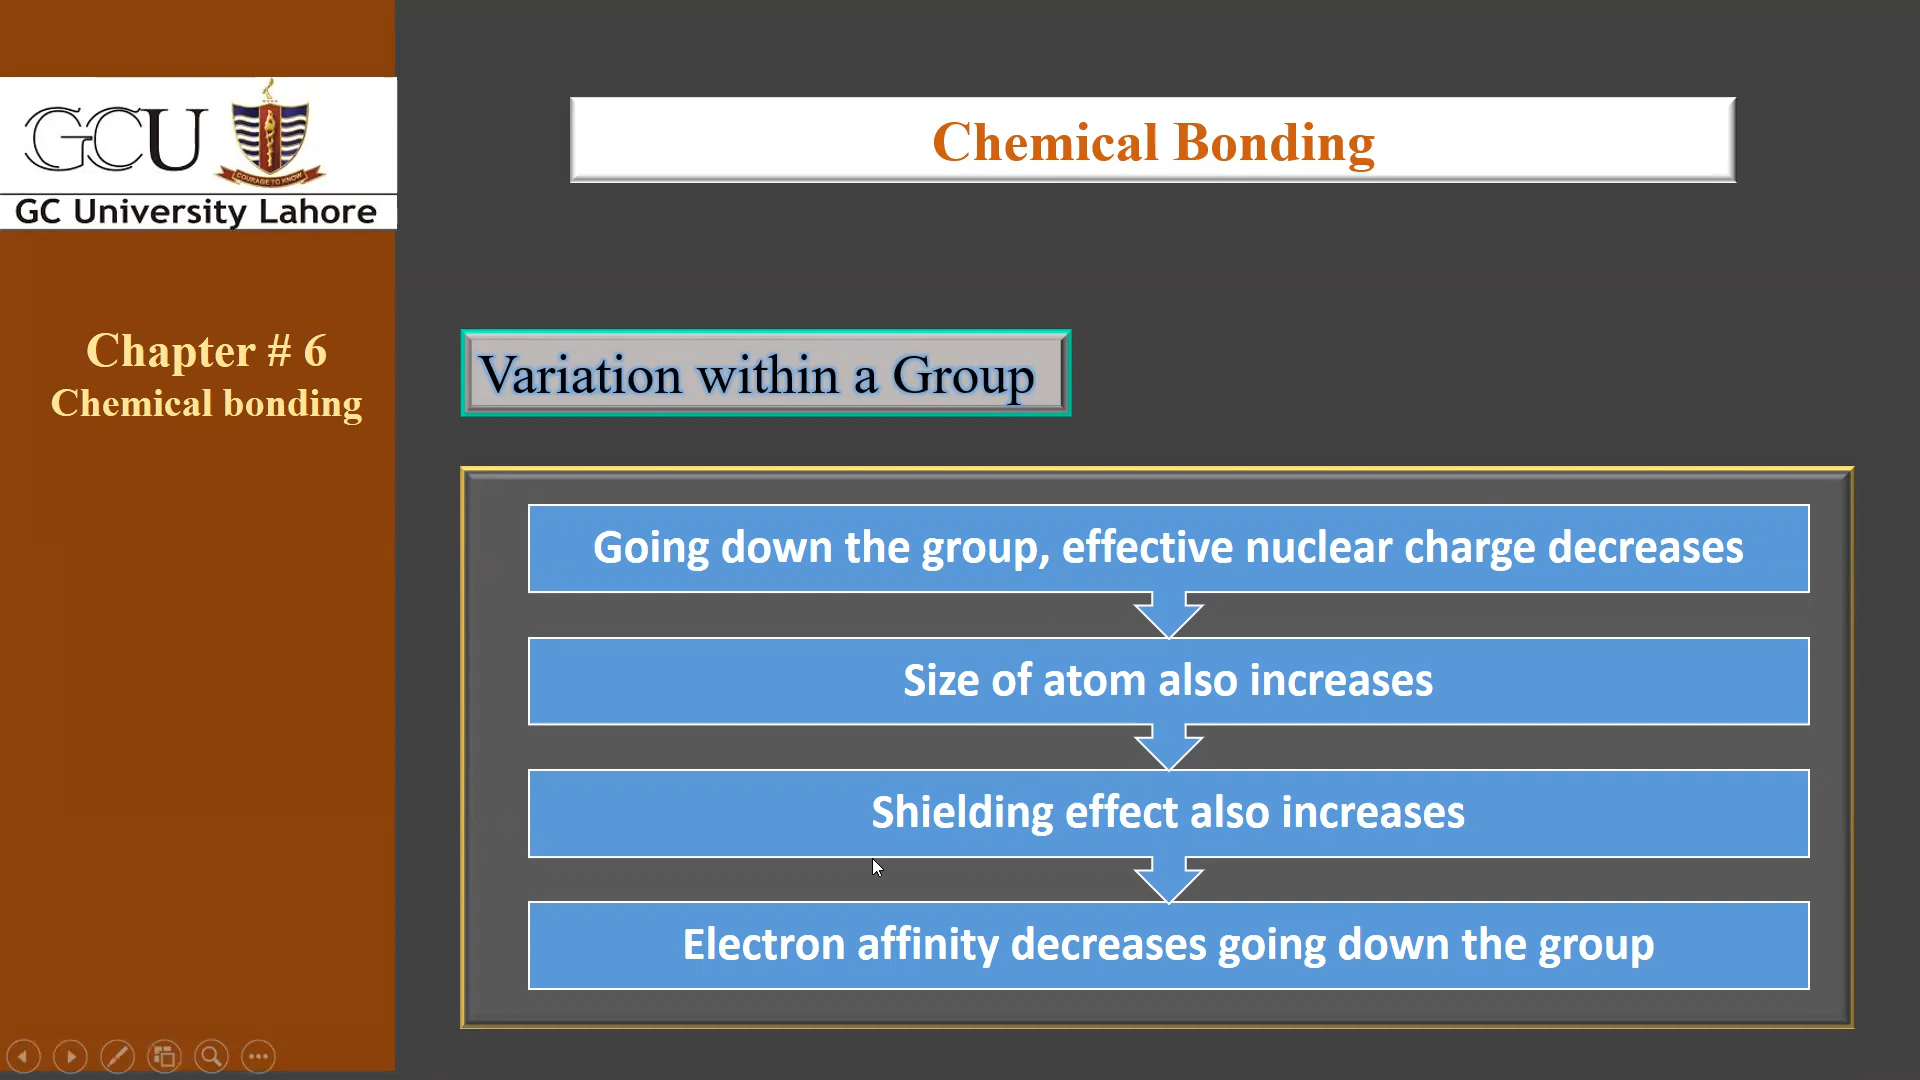 GCU
COURAGE TO KNOW
GC University Lahore
Chemical Bonding
Chapter # 6
Chemical bonding
Variation within a Group
Going down the group, effective nuclear charge decreases
Size of atom also increases
Shielding effect also increases
Electron affinity decreases going down the group